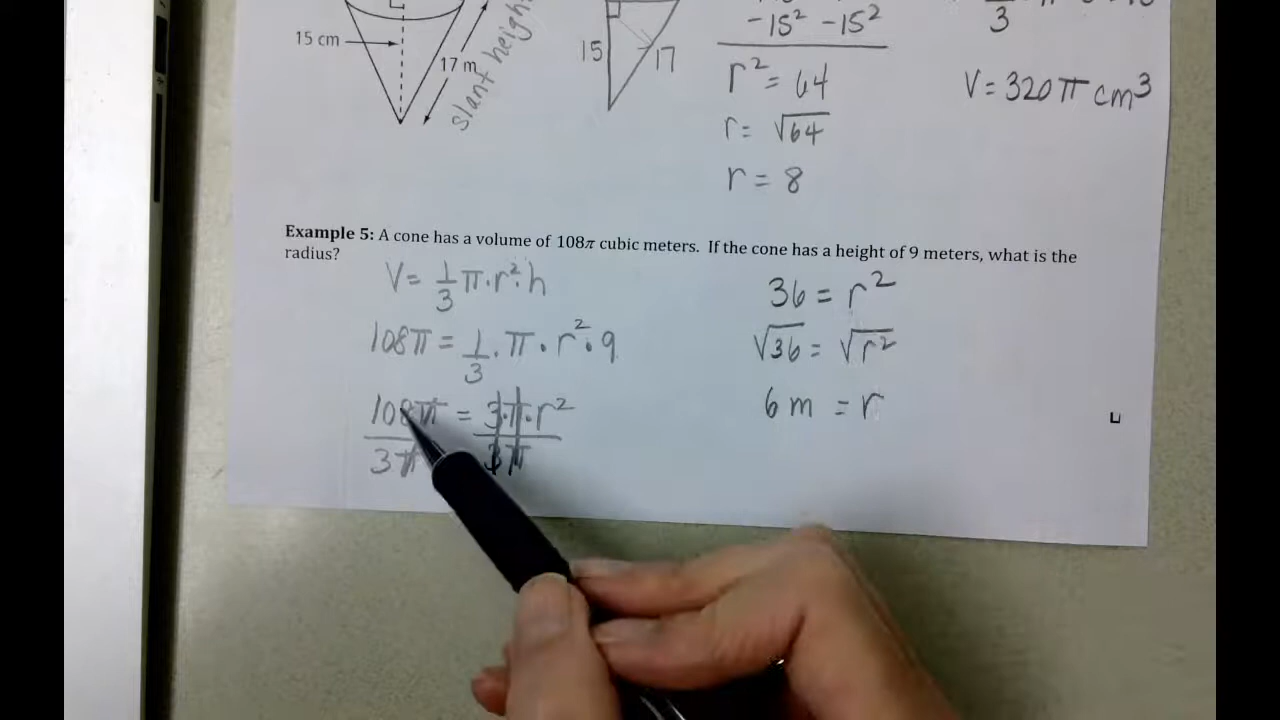 15 cm
17 m
slant height
15
17
-15² -15²
r² = 64
r = √64
r = 8
3
V = 320π cm³
Example 5: A cone has a volume of 108π cubic meters. If the cone has a height of 9 meters, what is the
radius?
V = 1/3 π · r² · h
108π = 1/3 · π · r² · 9
108π = 3 · π · r²
3π 3π
36 = r²
√36 = √r²
6 m = r